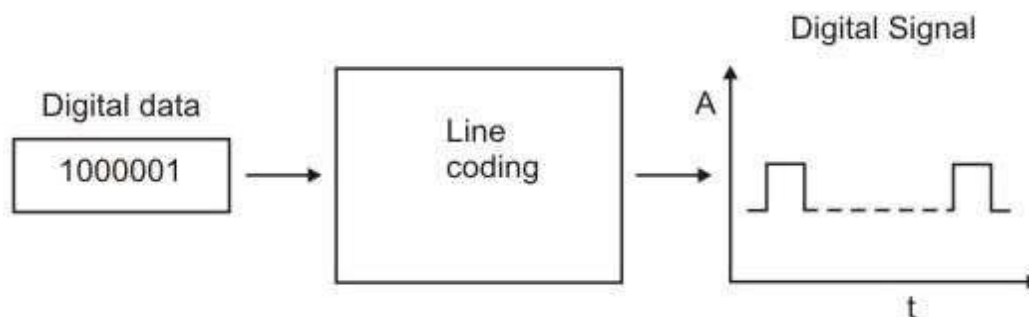 Digital data
1000001
Line
coding
Digital Signal
A
t